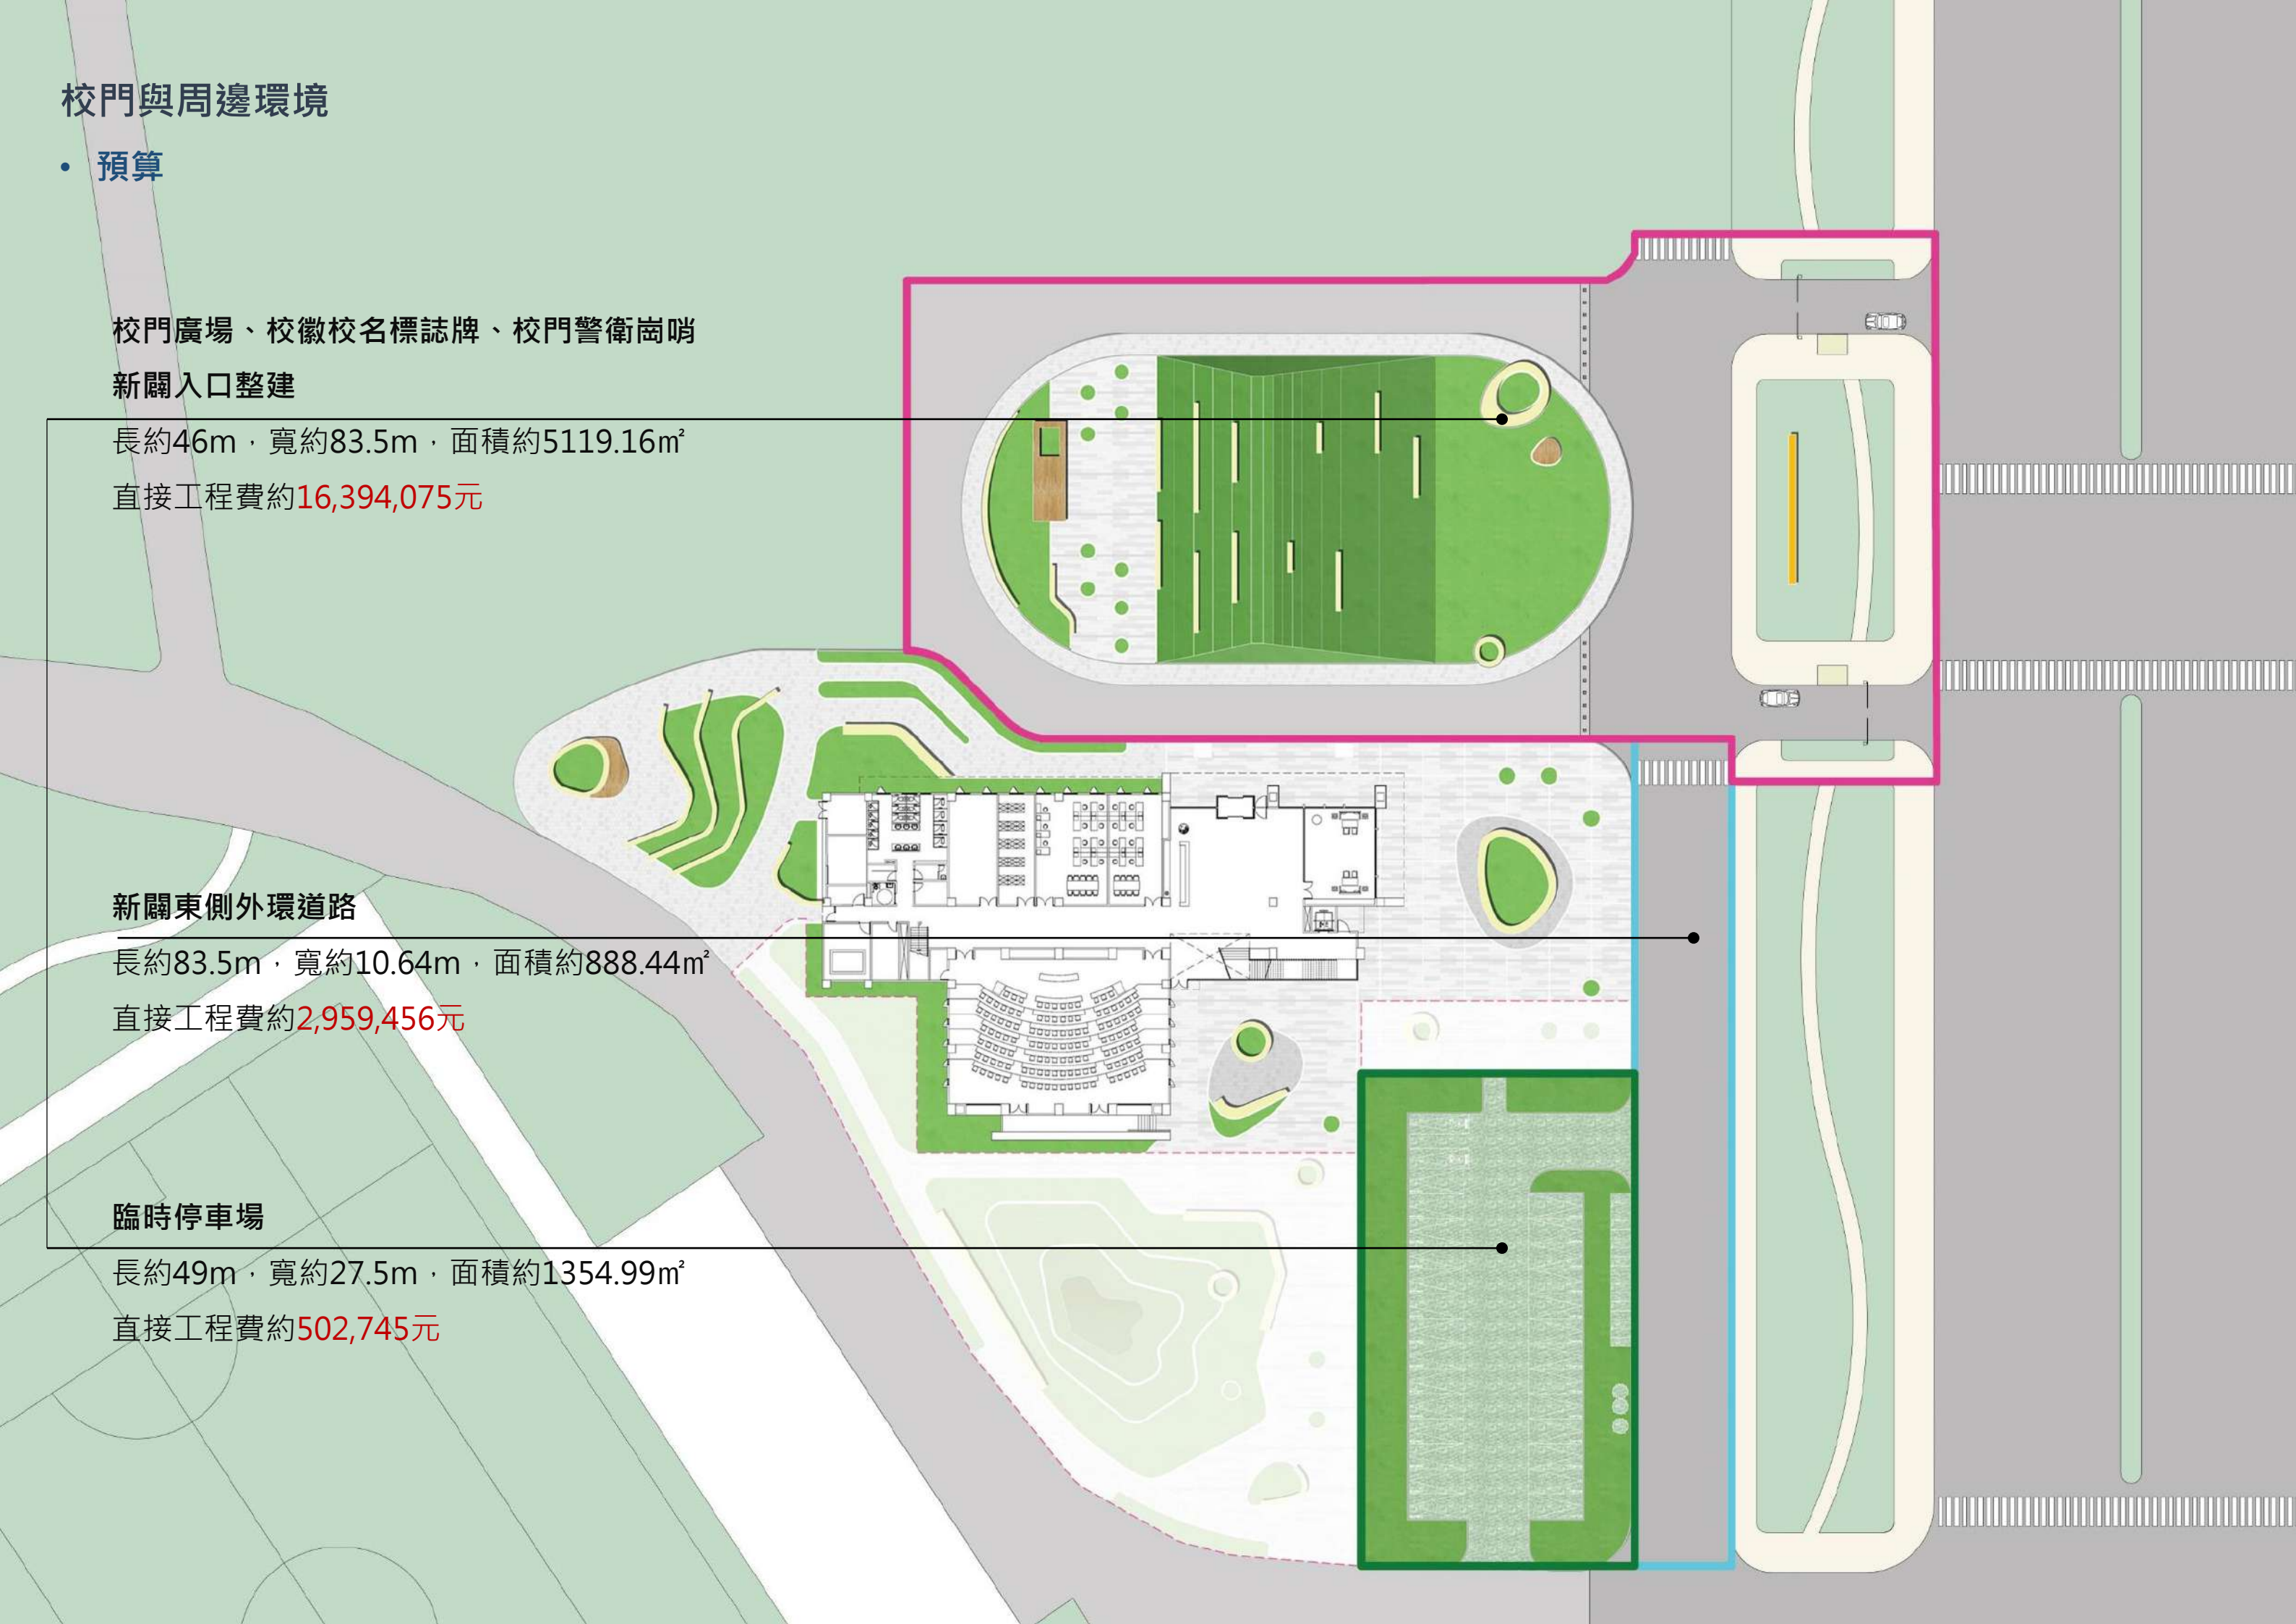 校門與周邊環境
• 預算
校門廣場、校徽校名標誌牌、校門警衛崗哨
新闢入口整建
長約46m，寬約83.5m，面積約5119.16㎡
直接工程費約16,394,075元
新闢東側外環道路
長約83.5m，寬約10.64m，面積約888.44㎡
直接工程費約2,959,456元
臨時停車場
長約49m，寬約27.5m，面積約1354.99㎡
直接工程費約502,745元